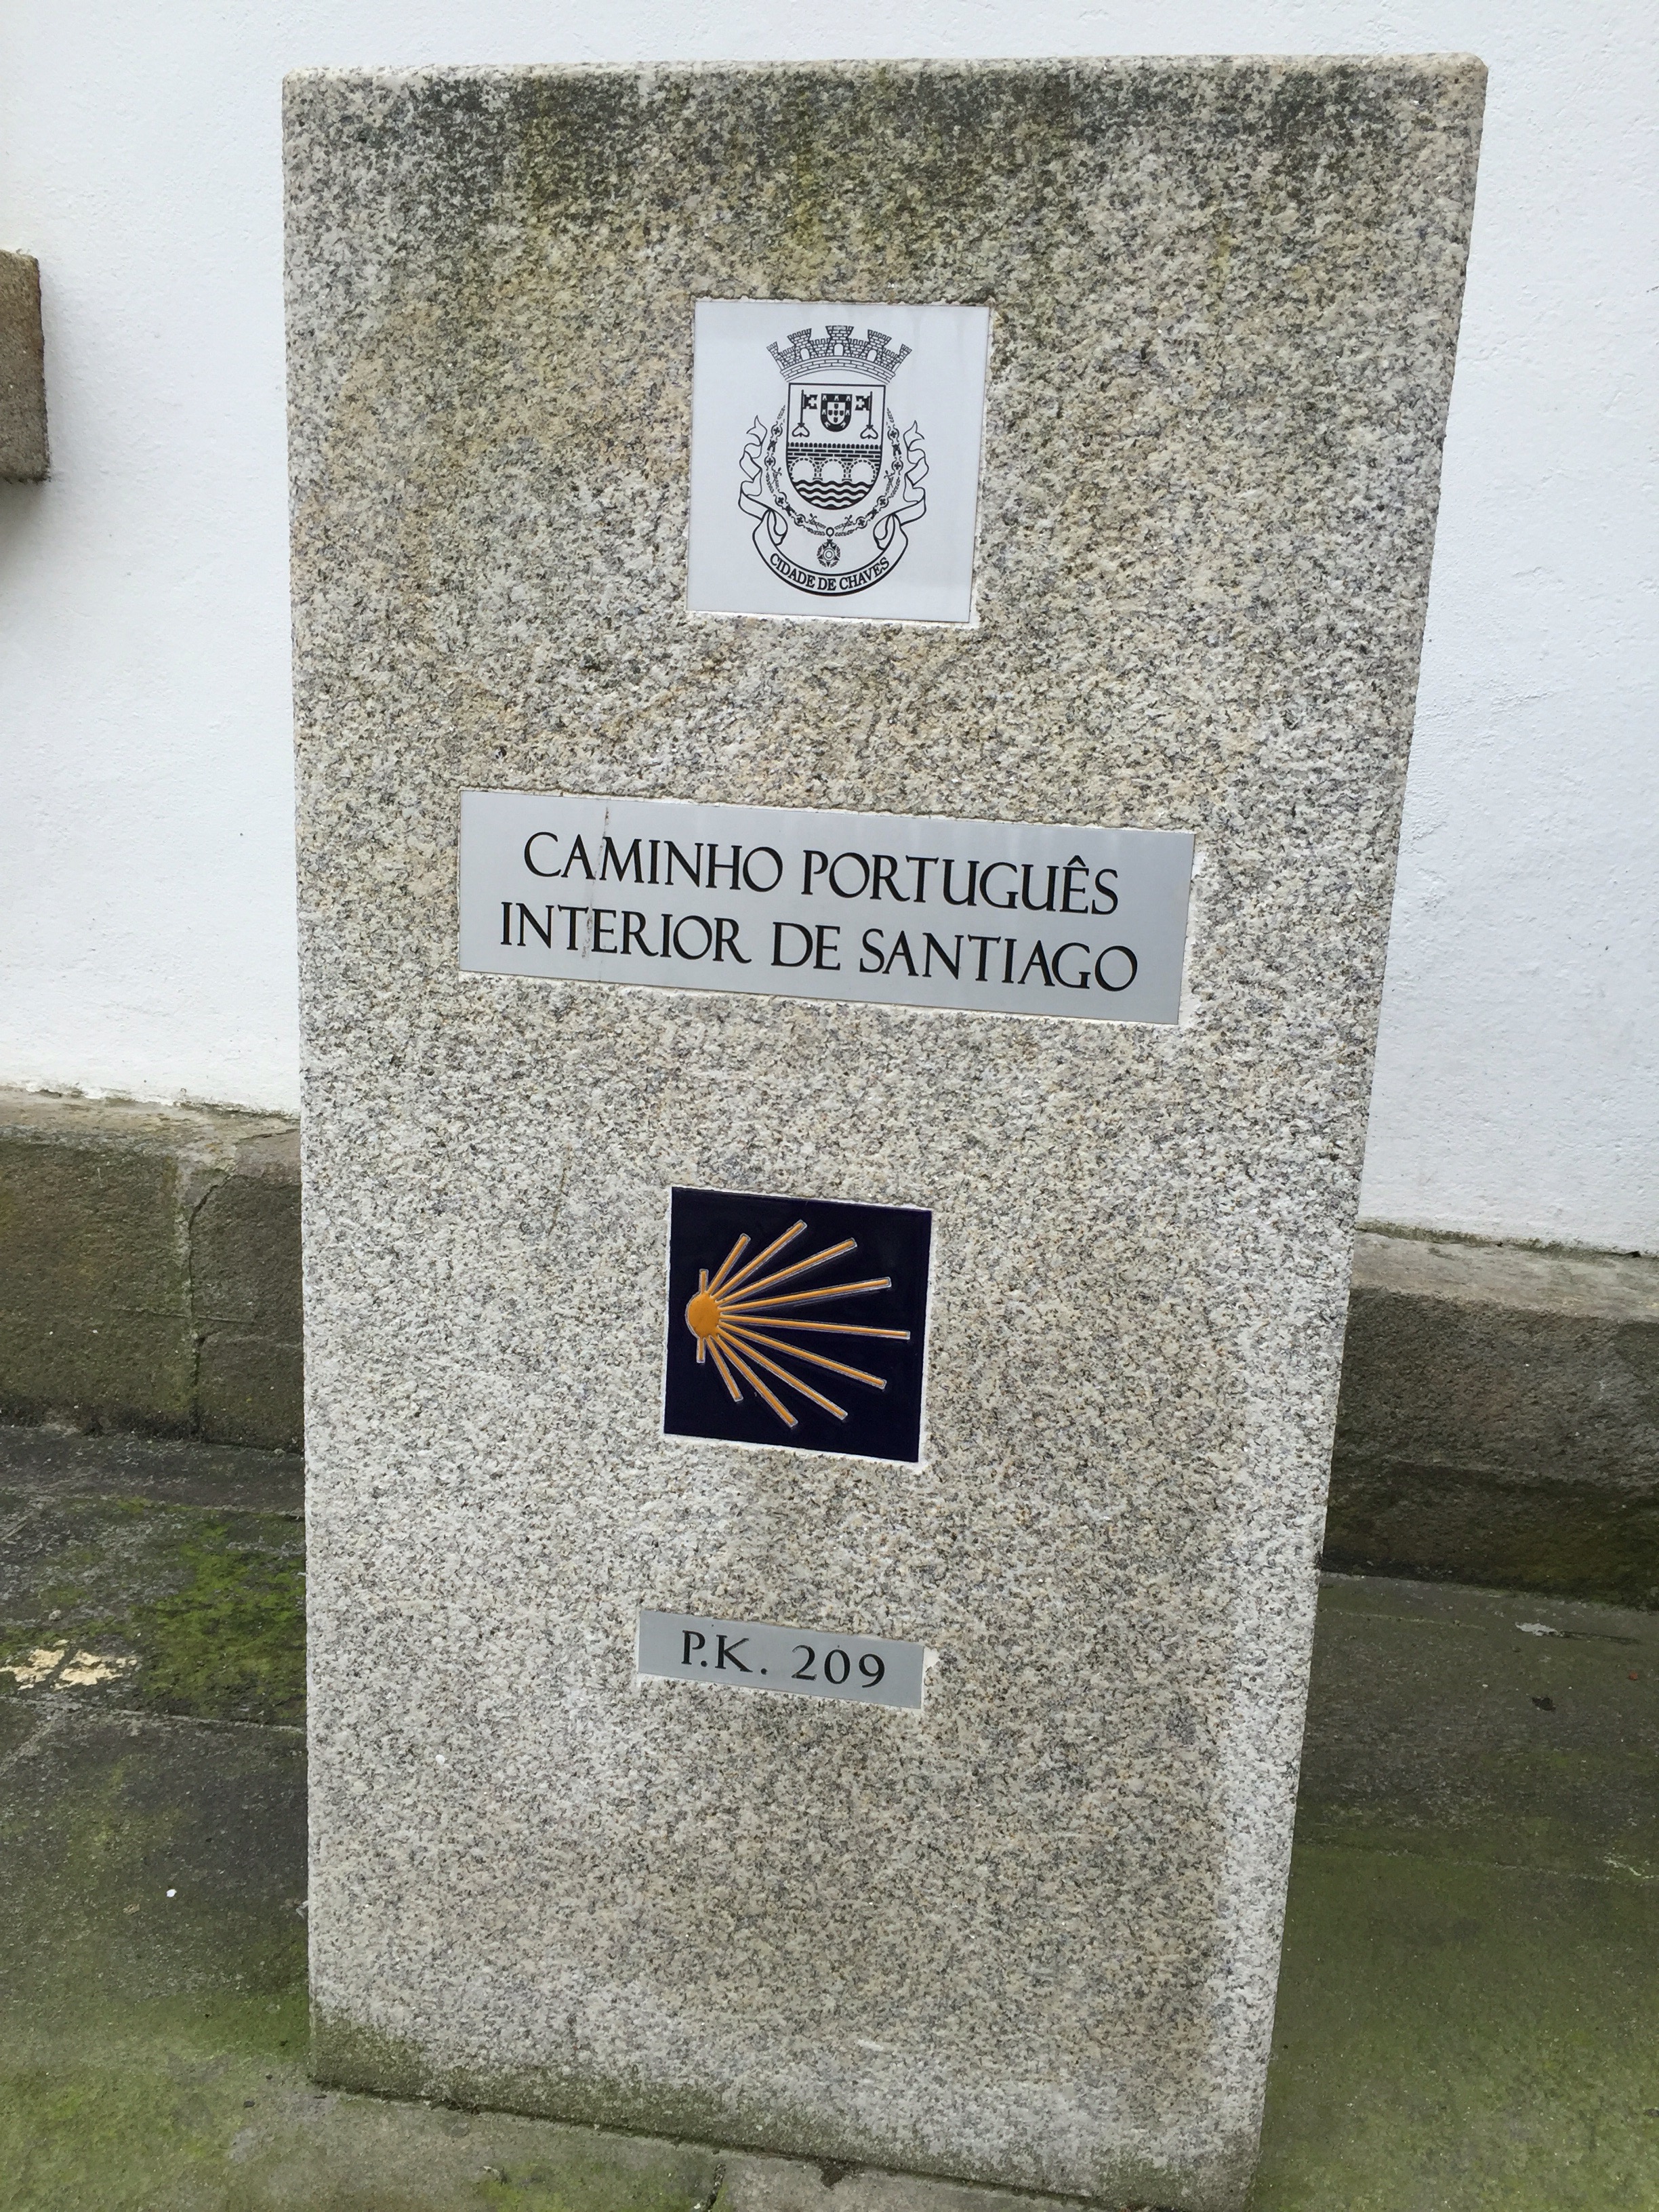 CIDADE DE CHAVES
CAMINHO PORTUGUÊS
INTERIOR DE SANTIAGO
P.K. 209